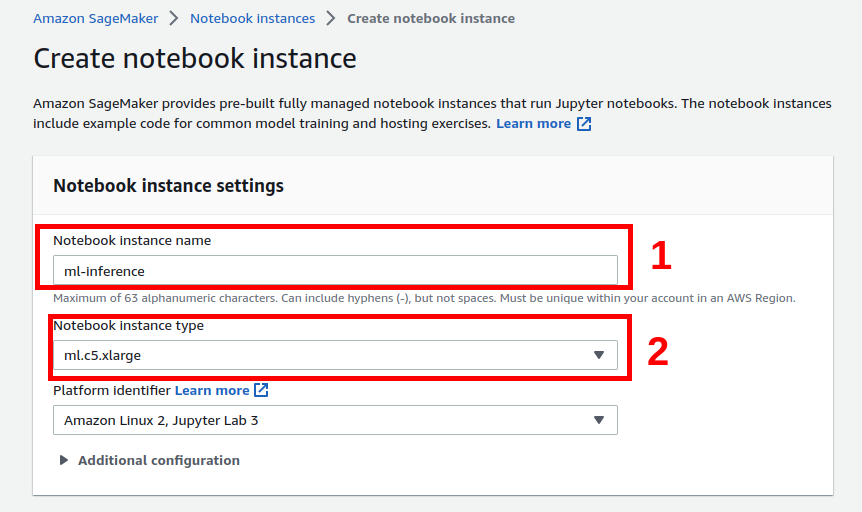 Amazon SageMaker > Notebook instances > Create notebook instance
Create notebook instance
Amazon SageMaker provides pre-built fully managed notebook instances that run Jupyter notebooks. The notebook instances
include example code for common model training and hosting exercises. Learn more
Notebook instance settings
Notebook instance name
1
ml-inference
Maximum of 63 alphanumeric characters. Can include hyphens (-), but not spaces. Must be unique within your account in an AWS Region.
Notebook instance type
2
ml.c5.xlarge
Platform identifier Learn more
Amazon Linux 2, Jupyter Lab 3
Additional configuration